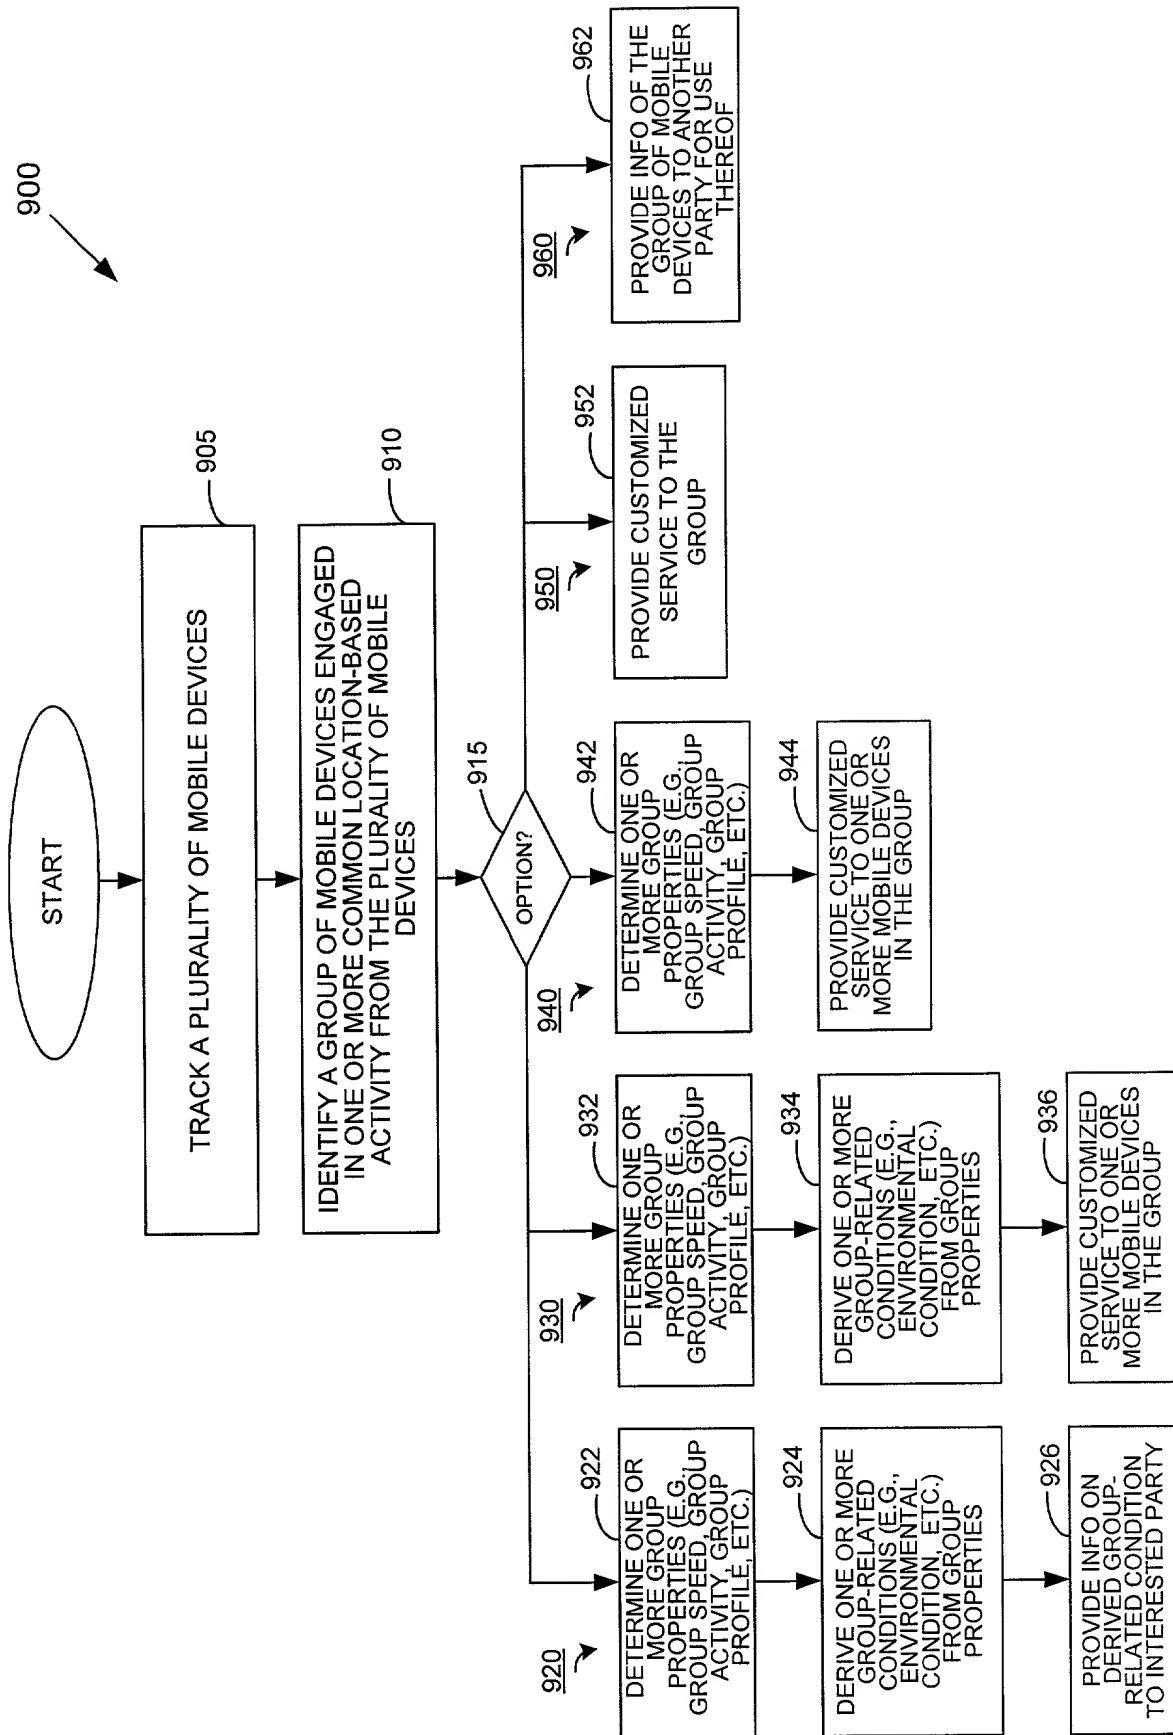 900
START
905
TRACK A PLURALITY OF MOBILE DEVICES
910
IDENTIFY A GROUP OF MOBILE DEVICES ENGAGED
IN ONE OR MORE COMMON LOCATION-BASED
ACTIVITY FROM THE PLURALITY OF MOBILE
DEVICES
915
OPTION?
920
922
DETERMINE ONE OR
MORE GROUP
PROPERTIES (E.G.,
GROUP SPEED, GROUP
ACTIVITY, GROUP
PROFILE, ETC.)
924
DERIVE ONE OR MORE
GROUP-RELATED
CONDITIONS (E.G.,
ENVIRONMENTAL
CONDITION, ETC.)
FROM GROUP
PROPERTIES
926
PROVIDE INFO ON
DERIVED GROUP-
RELATED CONDITION
TO INTERESTED PARTY
930
932
DETERMINE ONE OR
MORE GROUP
PROPERTIES (E.G.,
GROUP SPEED, GROUP
ACTIVITY, GROUP
PROFILE, ETC.)
934
DERIVE ONE OR MORE
GROUP-RELATED
CONDITIONS (E.G.,
ENVIRONMENTAL
CONDITION, ETC.)
FROM GROUP
PROPERTIES
936
PROVIDE CUSTOMIZED
SERVICE TO ONE OR
MORE MOBILE DEVICES
IN THE GROUP
940
942
DETERMINE ONE OR
MORE GROUP
PROPERTIES (E.G.,
GROUP SPEED, GROUP
ACTIVITY, GROUP
PROFILE, ETC.)
944
PROVIDE CUSTOMIZED
SERVICE TO ONE OR
MORE MOBILE DEVICES
IN THE GROUP
950
952
PROVIDE CUSTOMIZED
SERVICE TO THE
GROUP
960
962
PROVIDE INFO OF THE
GROUP OF MOBILE
DEVICES TO ANOTHER
PARTY FOR USE
THEREOF